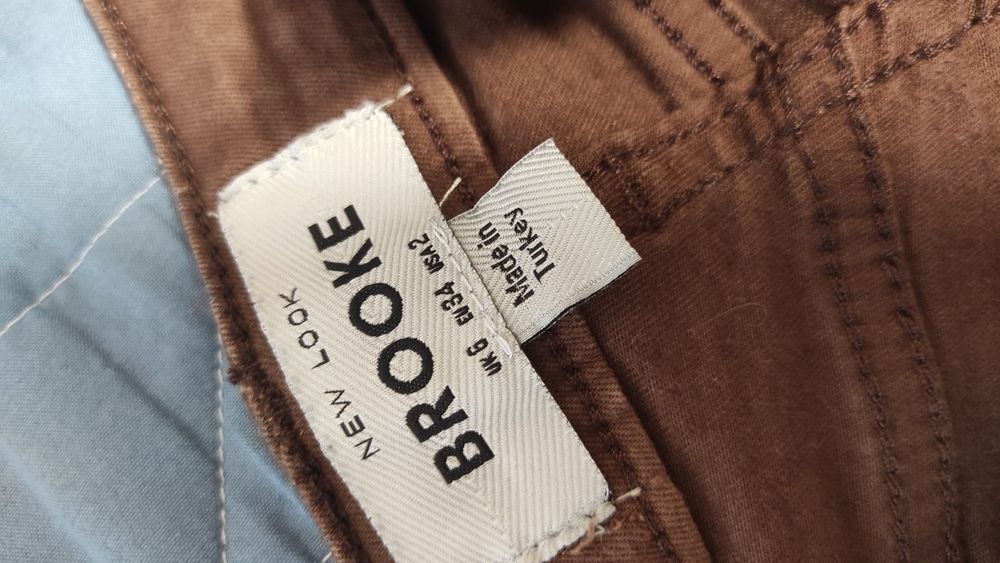 NEW LOOK
BROOKE
UK 6 EU34 USA 2
Made in
Turkey